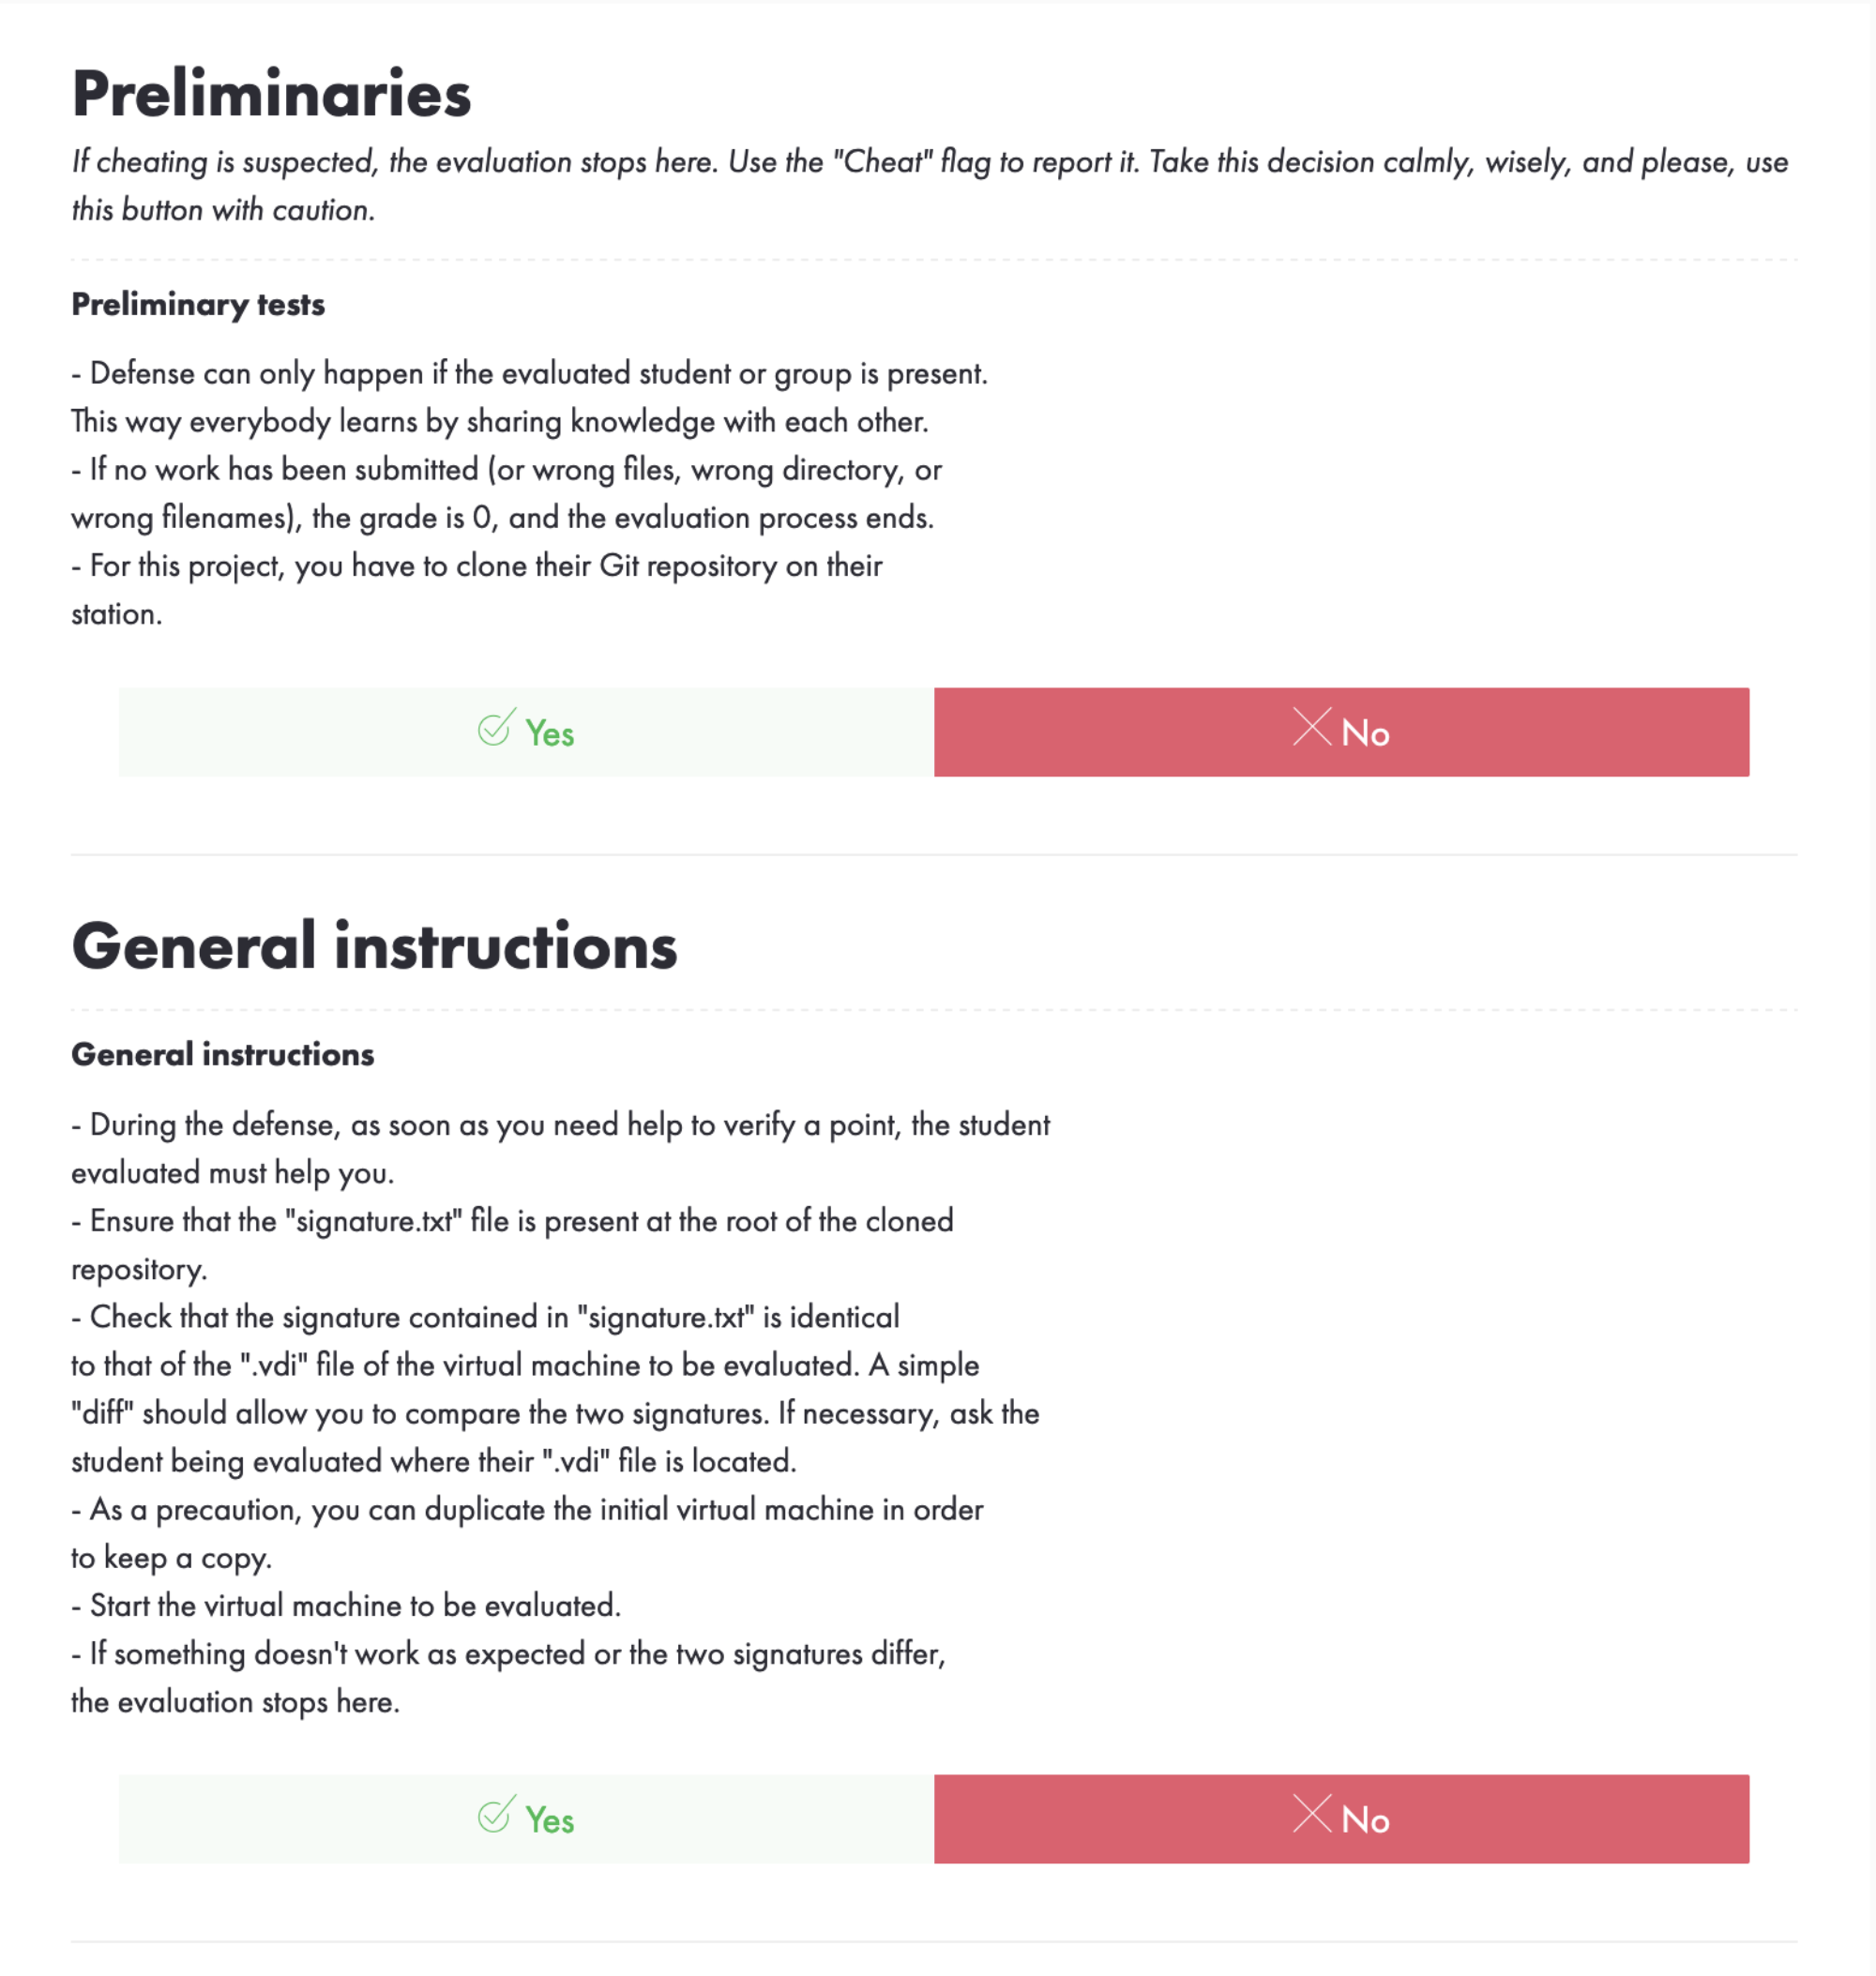 Preliminaries
If cheating is suspected, the evaluation stops here. Use the "Cheat" flag to report it. Take this decision calmly, wisely, and please, use
this button with caution.
Preliminary tests
- Defense can only happen if the evaluated student or group is present.
This way everybody learns by sharing knowledge with each other.
- If no work has been submitted (or wrong files, wrong directory, or
wrong filenames), the grade is 0, and the evaluation process ends.
- For this project, you have to clone their Git repository on their
station.
Yes
No
General instructions
General instructions
- During the defense, as soon as you need help to verify a point, the student
evaluated must help you.
- Ensure that the "signature.txt" file is present at the root of the cloned
repository.
- Check that the signature contained in "signature.txt" is identical
to that of the ".vdi" file of the virtual machine to be evaluated. A simple
"diff" should allow you to compare the two signatures. If necessary, ask the
student being evaluated where their ".vdi" file is located.
- As a precaution, you can duplicate the initial virtual machine in order
to keep a copy.
- Start the virtual machine to be evaluated.
- If something doesn't work as expected or the two signatures differ,
the evaluation stops here.
Yes
No